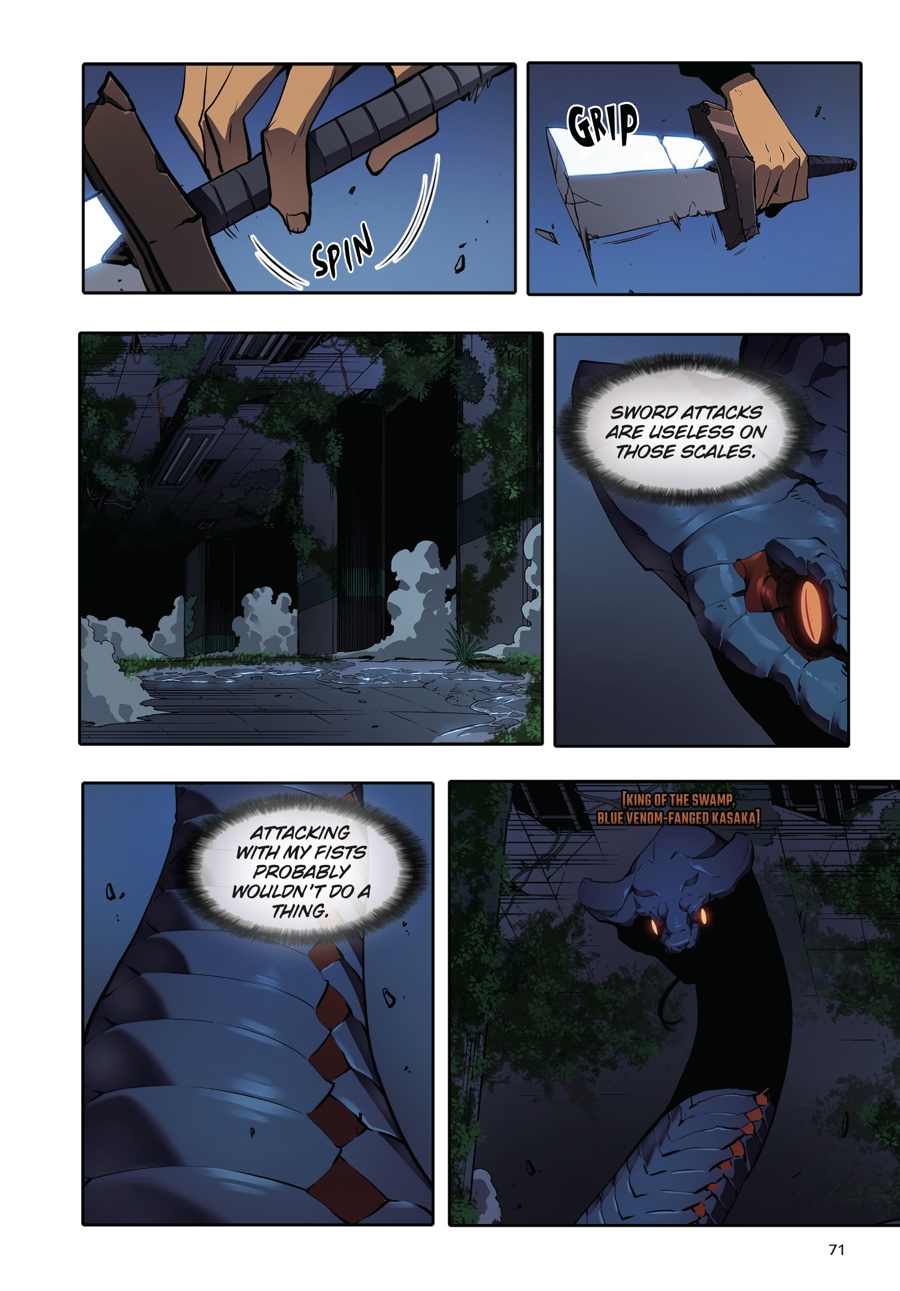 SPIN
GRIP
SWORD ATTACKS
ARE USELESS ON
THOSE SCALES.
ATTACKING
WITH MY FISTS
PROBABLY
WOULDN'T DO A
THING.
[KING OF THE SWAMP,
BLUE VENOM-FANGED KASAKA]
71